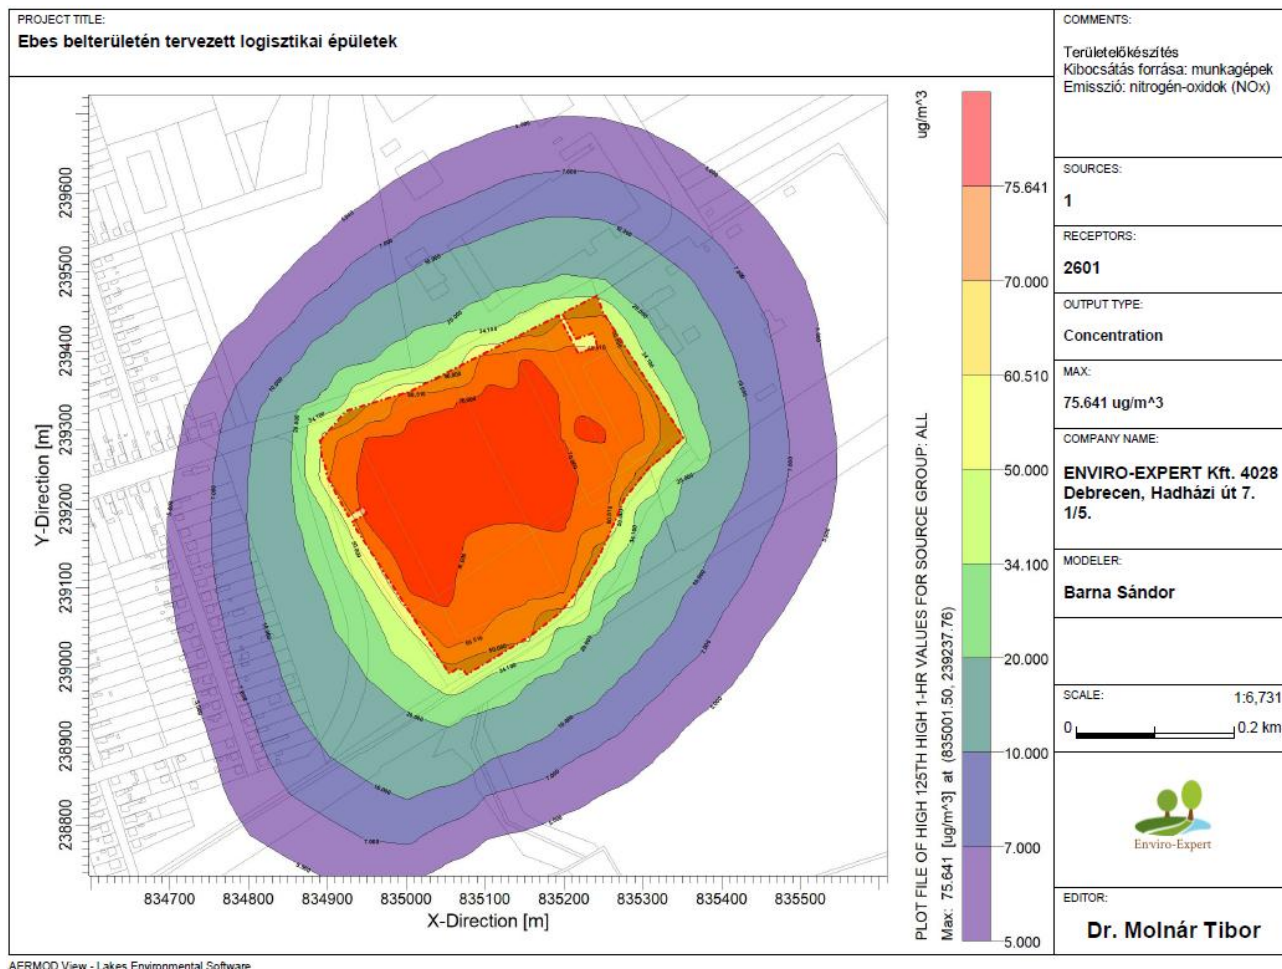 PROJECT TITLE:
Ebes belterületén tervezett logisztikai épületek
COMMENTS:
Területelőkészítés
Kibocsátás forrása: munkagépek
Emisszió: nitrogén-oxidok (NOx)
SOURCES:
1
RECEPTORS:
2601
OUTPUT TYPE:
Concentration
MAX:
75.641 ug/m^3
COMPANY NAME:
ENVIRO-EXPERT Kft. 4028
Debrecen, Hadházi út 7.
1/5.
MODELER:
Barna Sándor
SCALE:
1:6,731
0
0.2 km
Enviro-Expert
EDITOR:
Dr. Molnár Tibor
Y-Direction [m]
239600
239500
239400
239300
239200
239100
239000
238900
238800
834700
834800
834900
835000
835100
835200
835300
835400
835500
X-Direction [m]
PLOT FILE OF HIGH 125TH HIGH 1-HR VALUES FOR SOURCE GROUP: ALL
Max: 75.641 [ug/m^3] at (835001.50, 239237.76)
ug/m^3
75.641
70.000
60.510
50.000
34.100
20.000
10.000
7.000
5.000
AERMOD View - Lakes Environmental Software